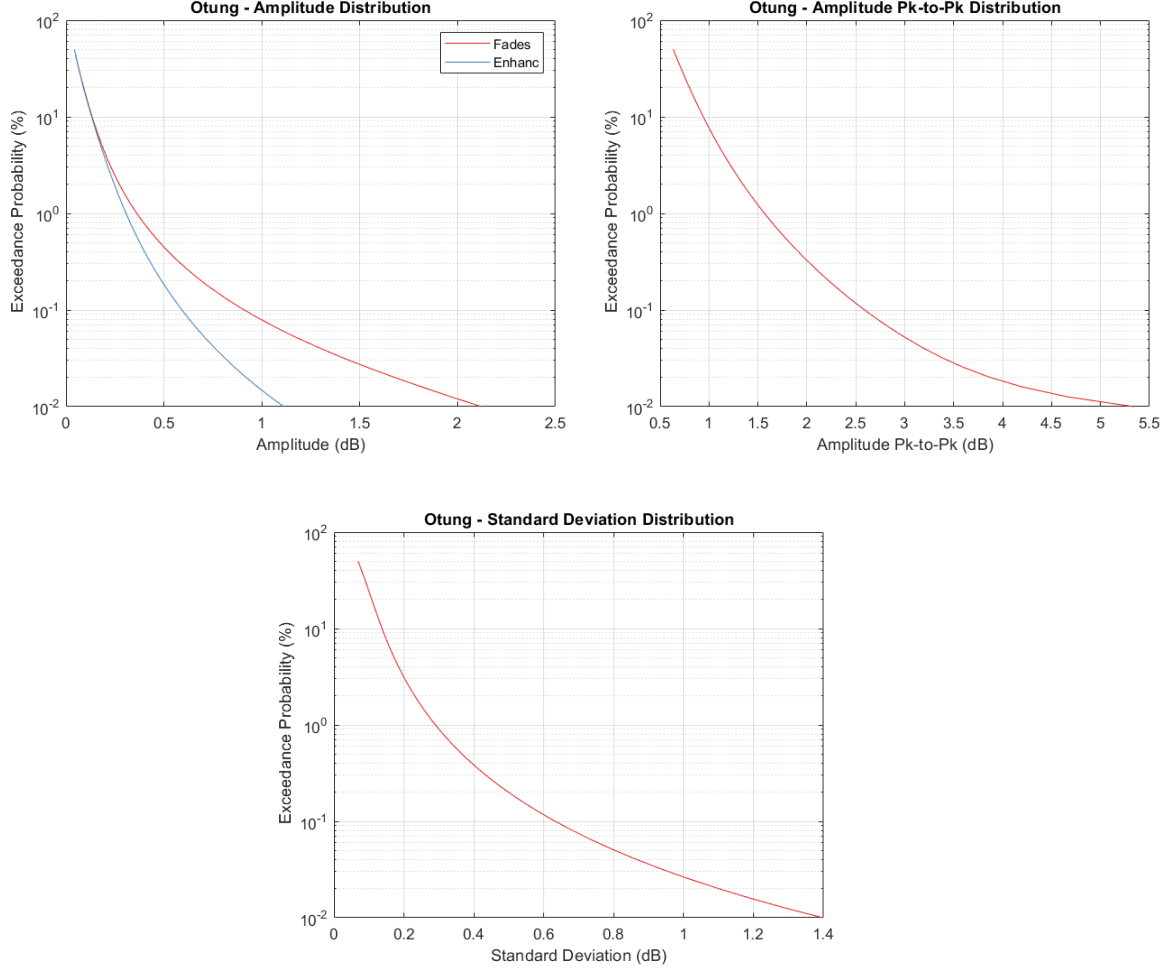 Otung - Amplitude Distribution
10^2
10^1
10^0
10^-1
10^-2
Exceedance Probability (%)
Fades
Enhanc
0 0.5 1 1.5 2 2.5
Amplitude (dB)
Otung - Amplitude Pk-to-Pk Distribution
10^2
10^1
10^0
10^-1
10^-2
Exceedance Probability (%)
0.5 1 1.5 2 2.5 3 3.5 4 4.5 5 5.5
Amplitude Pk-to-Pk (dB)
Otung - Standard Deviation Distribution
10^2
10^1
10^0
10^-1
10^-2
Exceedance Probability (%)
0 0.2 0.4 0.6 0.8 1 1.2 1.4
Standard Deviation (dB)